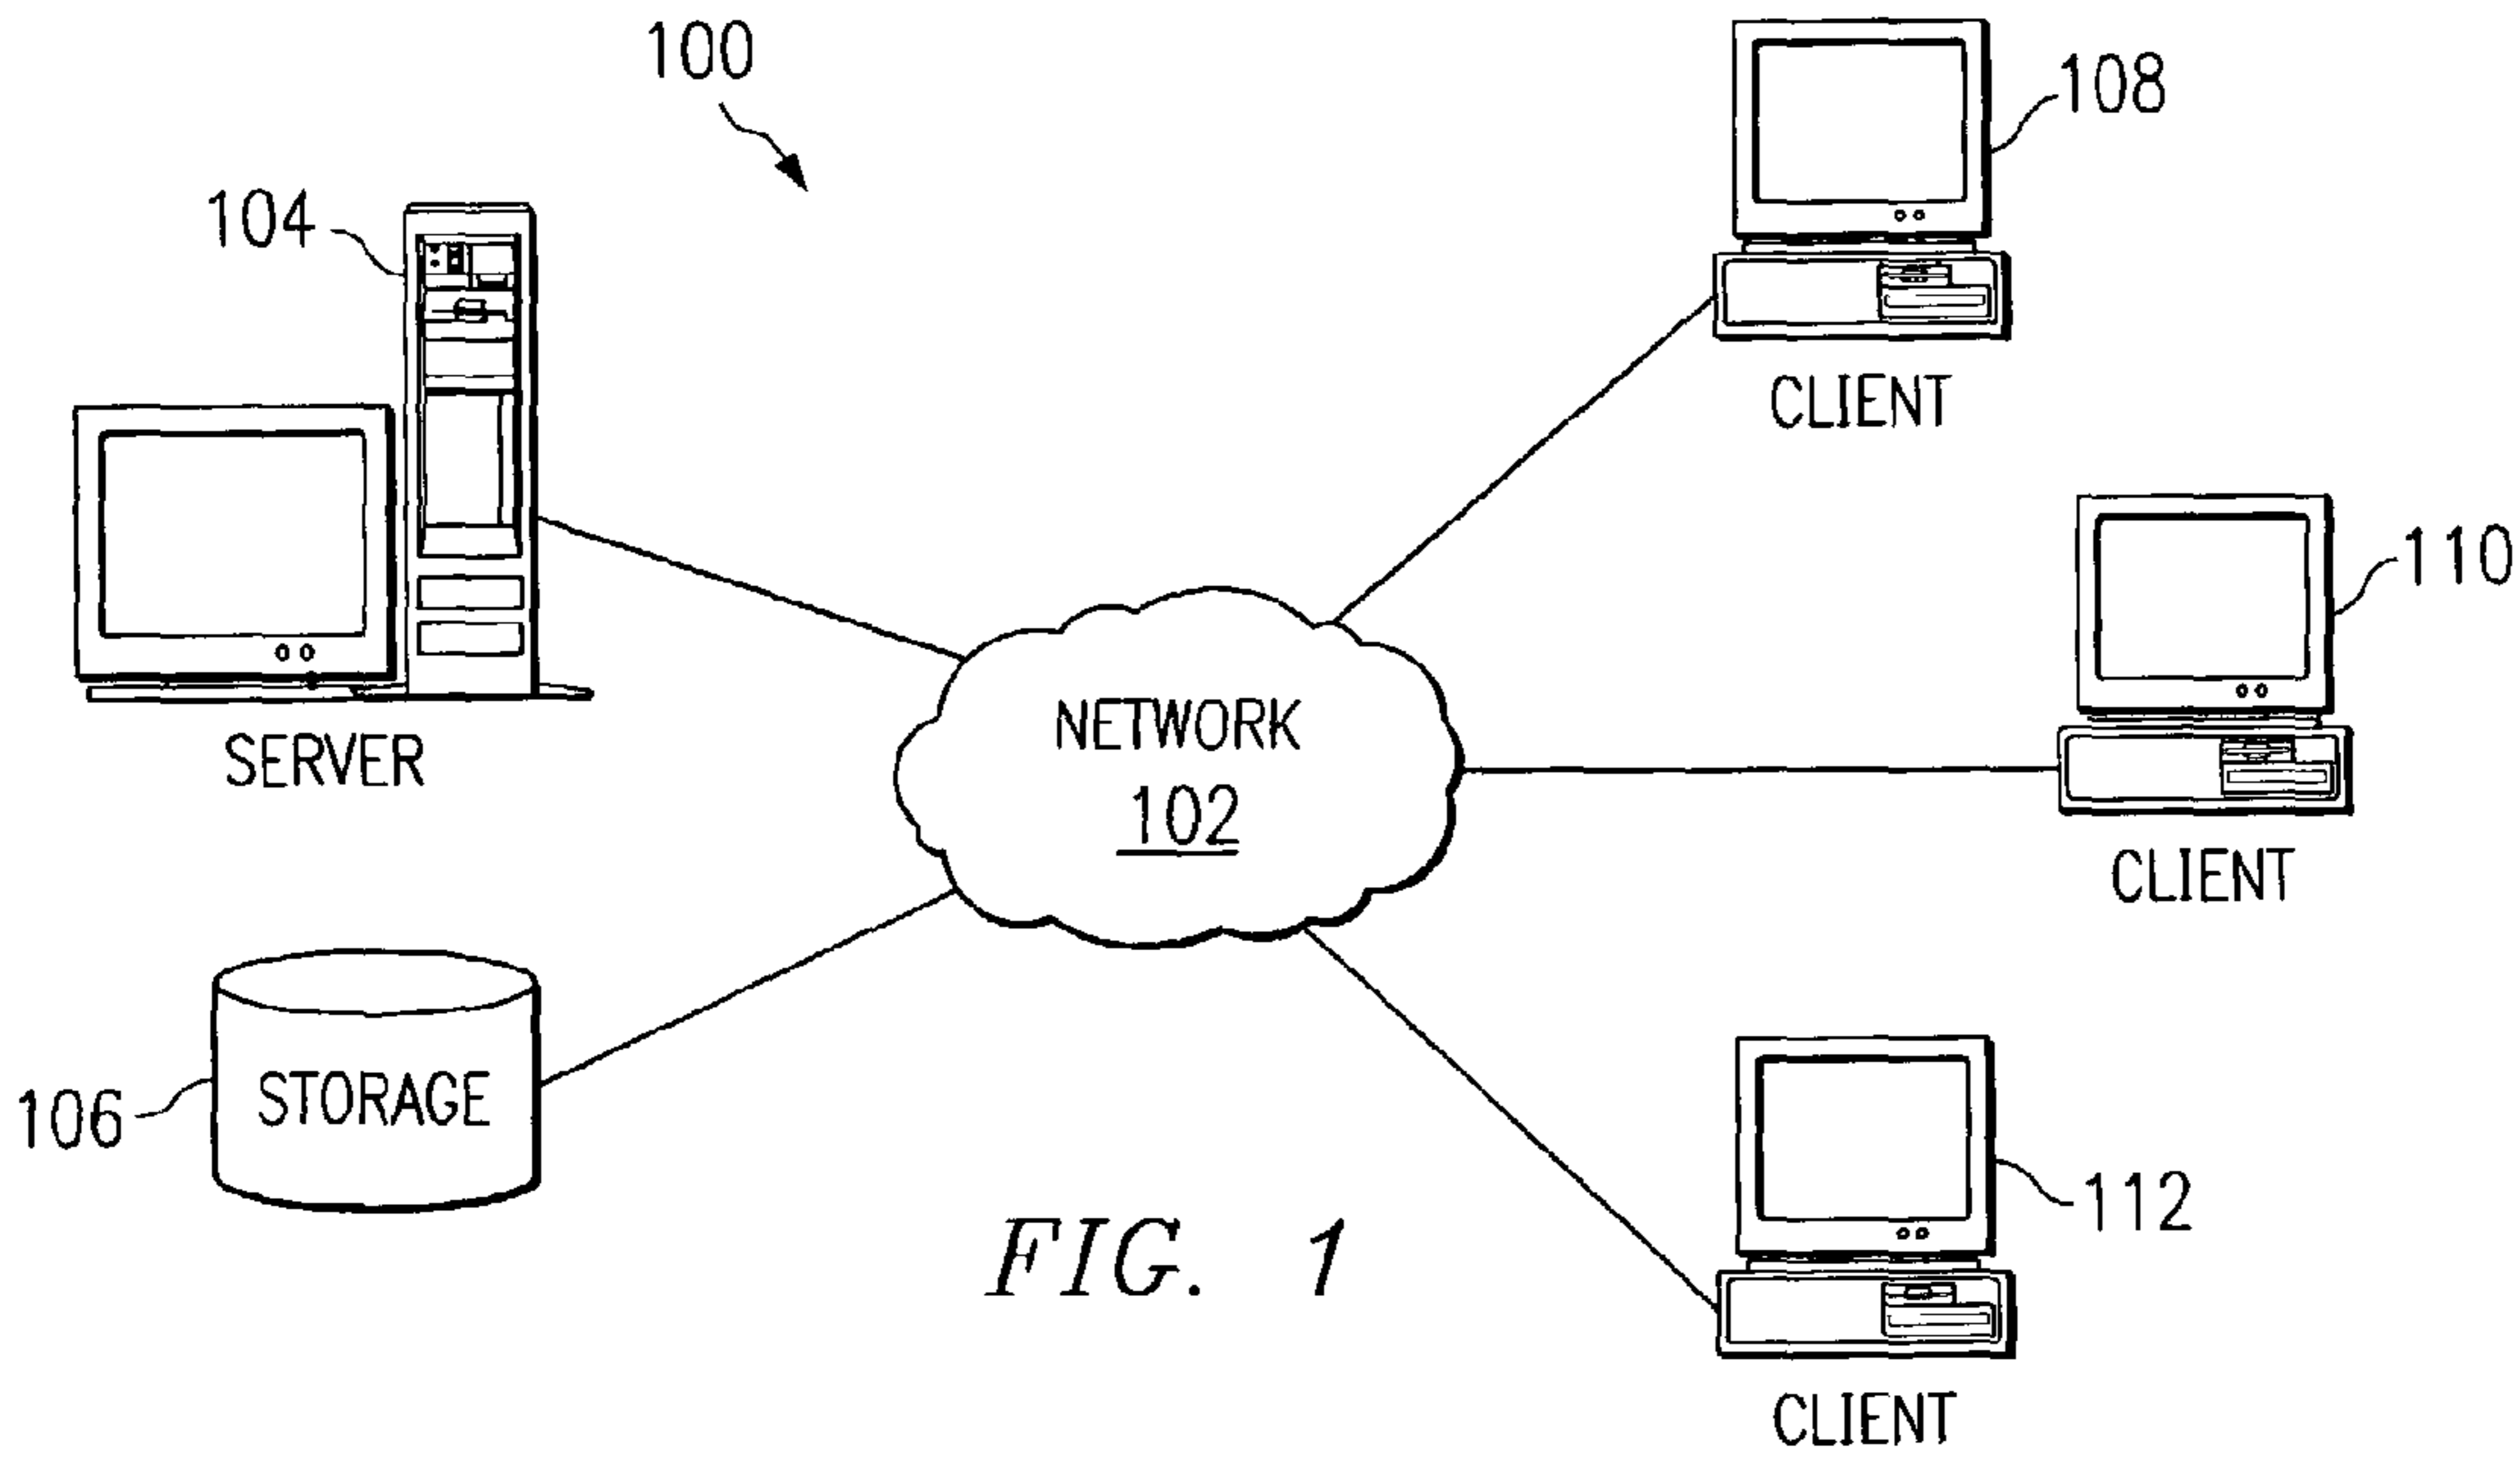 100
108
104
CLIENT
110
NETWORK
102
SERVER
CLIENT
106
STORAGE
112
FIG. 1
CLIENT